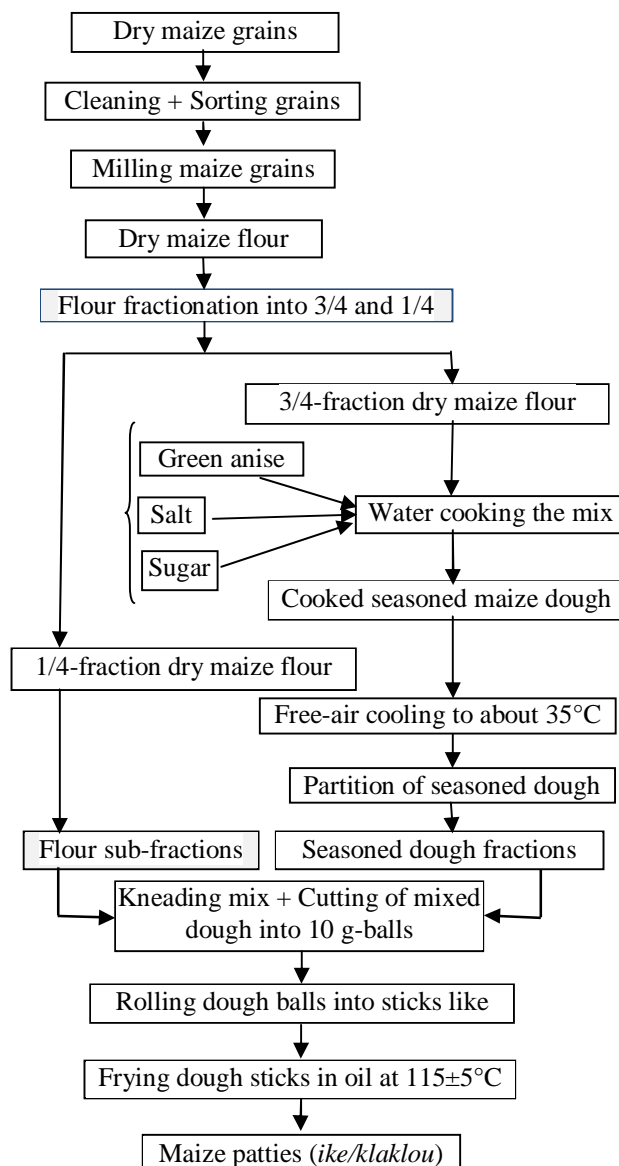 Dry maize grains
Cleaning + Sorting grains
Milling maize grains
Dry maize flour
Flour fractionation into 3/4 and 1/4
3/4-fraction dry maize flour
Green anise
Salt
Sugar
Water cooking the mix
Cooked seasoned maize dough
1/4-fraction dry maize flour
Free-air cooling to about 35°C
Partition of seasoned dough
Flour sub-fractions
Seasoned dough fractions
Kneading mix + Cutting of mixed
dough into 10 g-balls
Rolling dough balls into sticks like
Frying dough sticks in oil at 115±5°C
Maize patties (ike/klaklou)